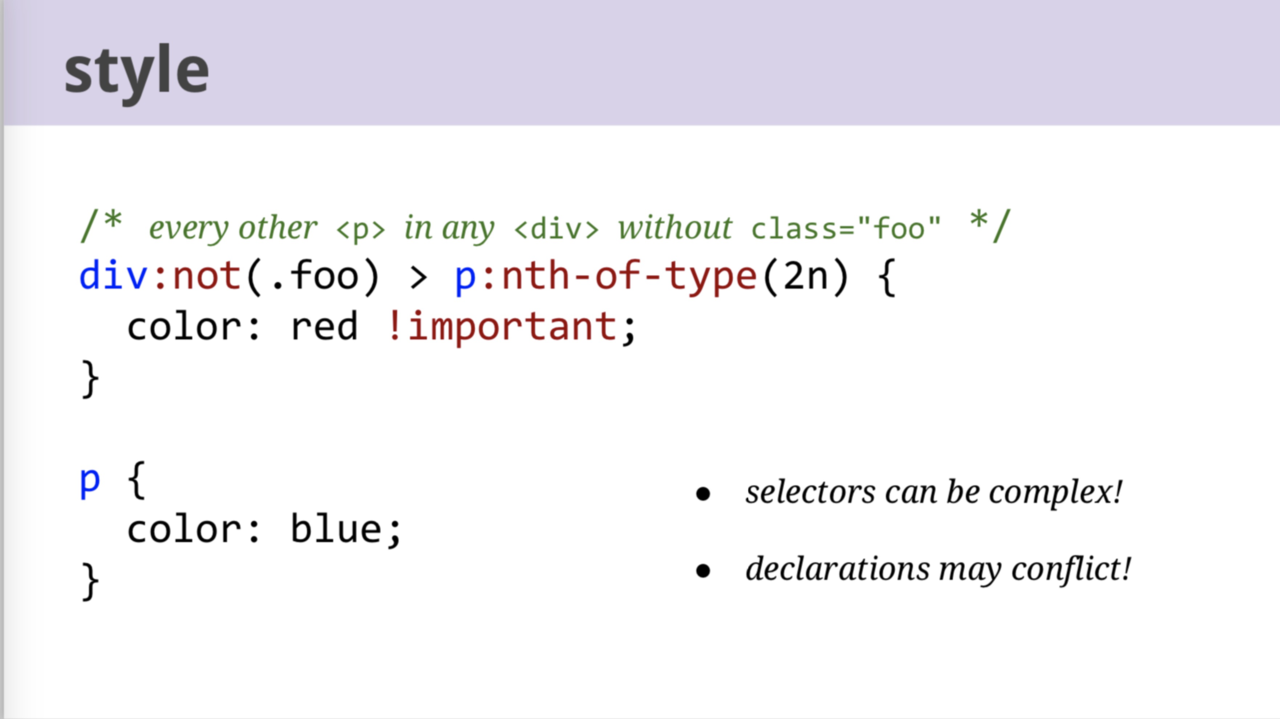 style
/* every other <p> in any <div> without class="foo" */
div:not(.foo) > p:nth-of-type(2n) {
  color: red !important;
}
p {
  color: blue;
}
● selectors can be complex!
● declarations may conflict!